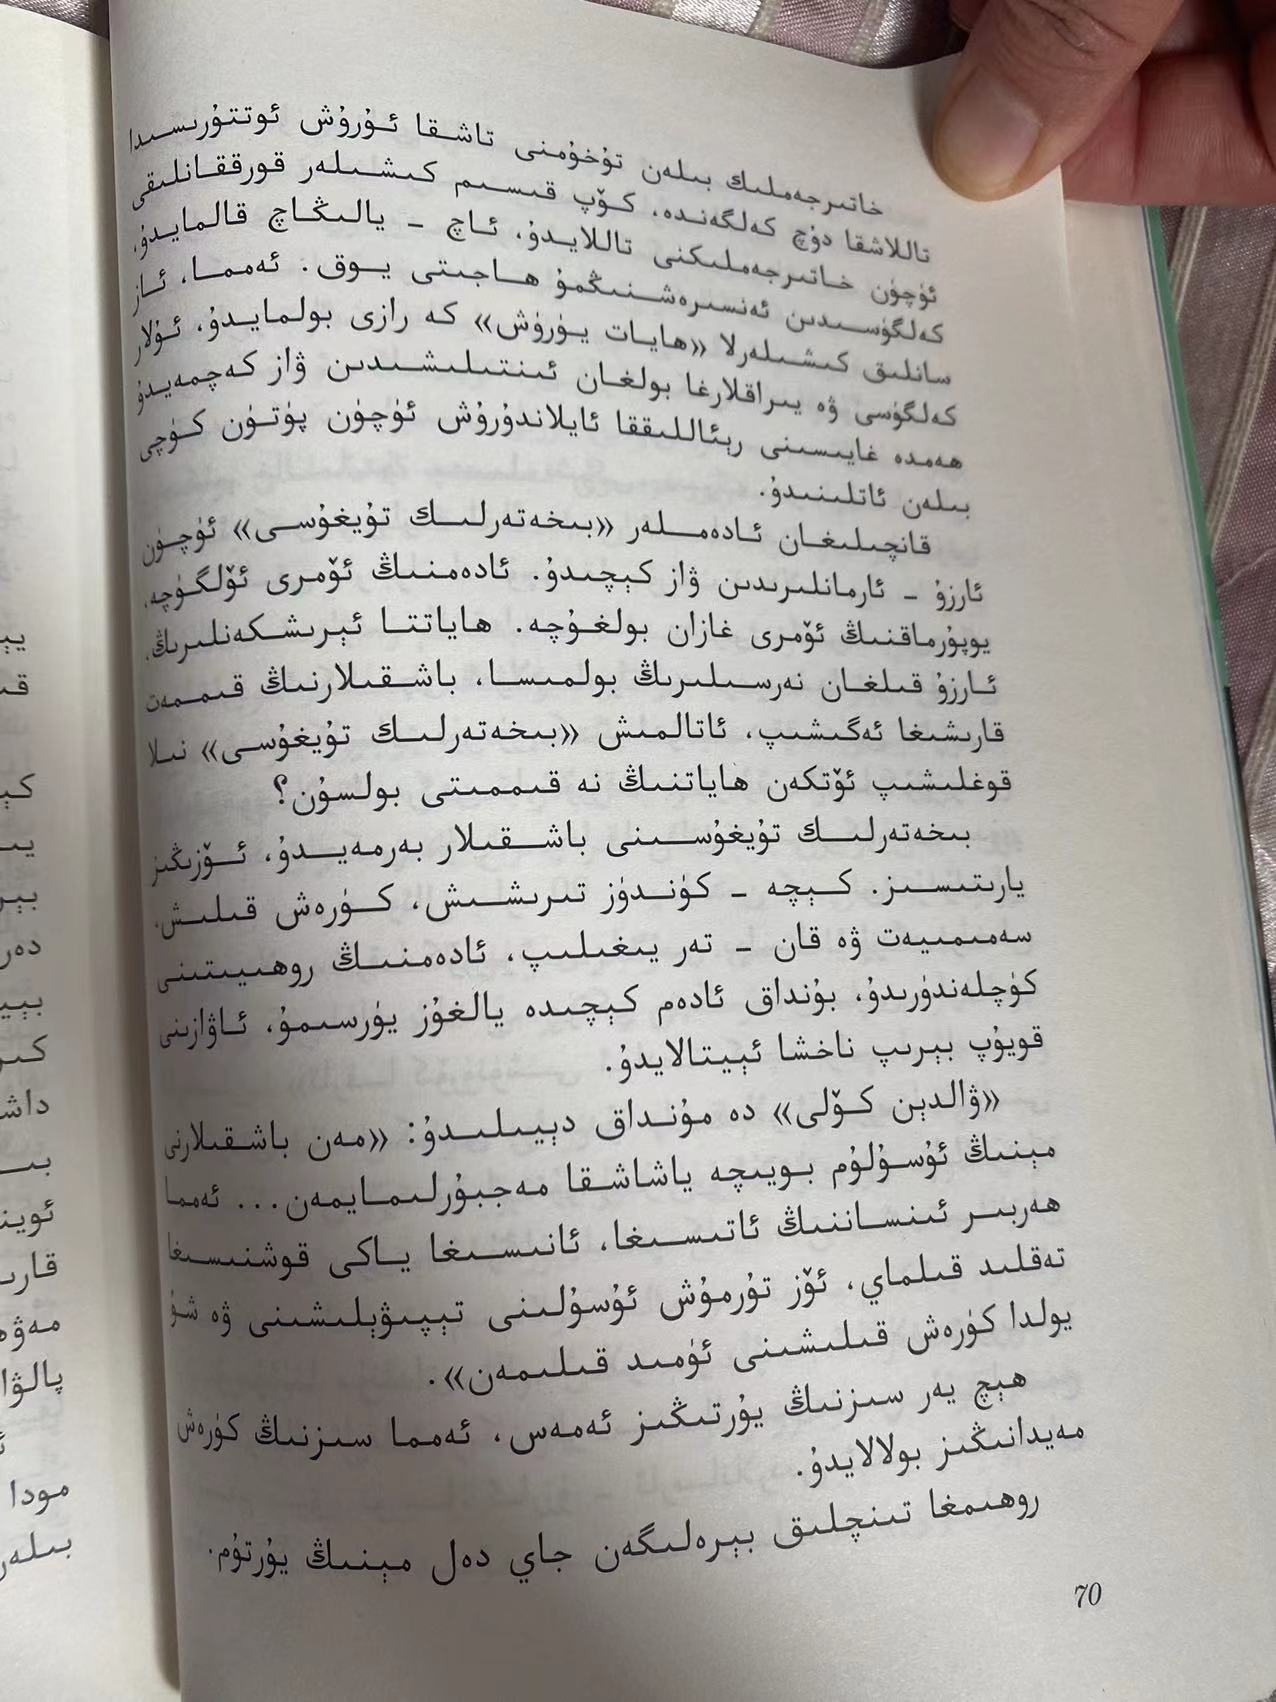 خاتىرجەملىك بىلەن تۇخۇمنى تاشقا ئۇرۇش ئوتتۇرىسىدا
تاللاشقا دۇچ كەلگەندە، كۆپ قىسىم كىشىلەر قورققانلىقى
ئۈچۈن خاتىرجەملىكنى تاللايدۇ، ئاچ - يالىڭاچ قالمايدۇ،
كەلگۈسىدىن ئەنسىرەشنىڭمۇ ھاجىتى يوق. ئەمما، ئاز
سانلىق كىشىلەرلا «ھايات يۈرۈش» كە رازى بولمايدۇ، ئۇلار
كەلگۈسى ۋە يىراقلارغا بولغان ئىنتىلىشىدىن ۋاز كەچمەيدۇ
ھەمدە غايىسىنى رېئاللىققا ئايلاندۇرۇش ئۈچۈن پۈتۈن كۈچى
بىلەن ئاتلىنىدۇ.
قانچىلىغان ئادەملەر «بىخەتەرلىك تۇيغۇسى» ئۈچۈن
ئارزۇ - ئارمانلىرىدىن ۋاز كېچىدۇ. ئادەمنىڭ ئۆمرى ئۆلگۈچە،
يوپۇرماقنىڭ ئۆمرى غازان بولغۇچە. ھاياتتا ئېرىشكەنلىرىڭ،
ئارزۇ قىلغان نەرسىلىرىڭ بولمىسا، باشقىلارنىڭ قىممەت
قارىشىغا ئەگىشىپ، ئاتالمىش «بىخەتەرلىك تۇيغۇسى» نىلا
قوغلىشىپ ئۆتكەن ھاياتنىڭ نە قىممىتى بولسۇن؟
بىخەتەرلىك تۇيغۇسىنى باشقىلار بەرمەيدۇ، ئۆزىڭىز
يارىتىسىز. كېچە - كۈندۈز تىرىشىش، كۈرەش قىلىش،
سەمىمىيەت ۋە قان - تەر يىغىلىپ، ئادەمنىڭ روھىيىتىنى
كۈچلەندۈرىدۇ، بۇنداق ئادەم كېچىدە يالغۇز يۈرسىمۇ، ئاۋازىنى
قويۇپ بېرىپ ناخشا ئېيتالايدۇ.
«ۋالدېن كۆلى» دە مۇنداق دېيىلىدۇ: «مەن باشقىلارنى
مېنىڭ ئۇسۇلۇم بويىچە ياشاشقا مەجبۇرلىمايمەن... ئەمما
ھەربىر ئىنساننىڭ ئاتىسىغا، ئانىسىغا ياكى قوشنىسىغا
تەقلىد قىلماي، ئۆز تۇرمۇش ئۇسۇلىنى تېپىۋېلىشىنى ۋە شۇ
يولدا كۈرەش قىلىشىنى ئۈمىد قىلىمەن».
ھېچ يەر سىزنىڭ يۇرتىڭىز ئەمەس، ئەمما سىزنىڭ كۈرەش
مەيدانىڭىز بولالايدۇ.
روھىمغا تىنچلىق بېرەلىگەن جاي دەل مېنىڭ يۇرتۇم.
70